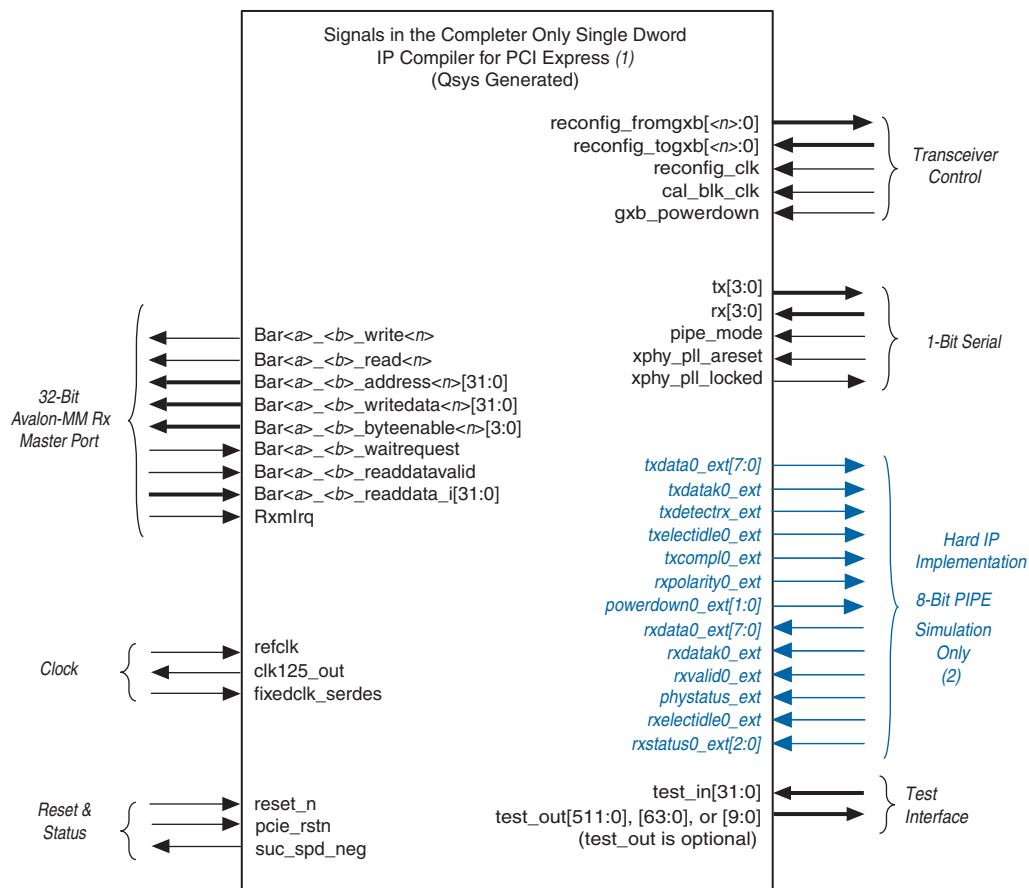 Signals in the Completer Only Single Dword
IP Compiler for PCI Express (1)
(Qsys Generated)
reconfig_fromgxb[<n>:0]
reconfig_togxb[<n>:0]
reconfig_clk
cal_blk_clk
gxb_powerdown
Transceiver
Control
tx[3:0]
rx[3:0]
pipe_mode
xphy_pll_areset
xphy_pll_locked
1-Bit Serial
32-Bit
Avalon-MM Rx
Master Port
Bar<a>_<b>_write<n>
Bar<a>_<b>_read<n>
Bar<a>_<b>_address<n>[31:0]
Bar<a>_<b>_writedata<n>[31:0]
Bar<a>_<b>_byteenable<n>[3:0]
Bar<a>_<b>_waitrequest
Bar<a>_<b>_readdatavalid
Bar<a>_<b>_readdata_i[31:0]
RxmIrq
txdata0_ext[7:0]
txdatak0_ext
txdetectrx_ext
txelectidle0_ext
txcompl0_ext
rxpolarity0_ext
powerdown0_ext[1:0]
rxdata0_ext[7:0]
rxdatak0_ext
rxvalid0_ext
phystatus_ext
rxelectidle0_ext
rxstatus0_ext[2:0]
Hard IP
Implementation
8-Bit PIPE
Simulation
Only
(2)
Clock
refclk
clk125_out
fixedclk_serdes
Reset &
Status
reset_n
pcie_rstn
suc_spd_neg
test_in[31:0]
test_out[511:0], [63:0], or [9:0]
(test_out is optional)
Test
Interface